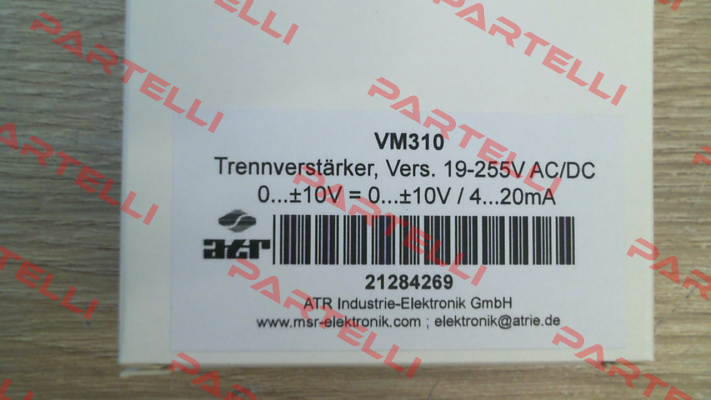 PARTELLI
VM310
Trennverstärker, Vers. 19-255V AC/DC
0...±10V = 0...±10V / 4...20mA
atr
21284269
ATR Industrie-Elektronik GmbH
www.msr-elektronik.com ; elektronik@atrie.de